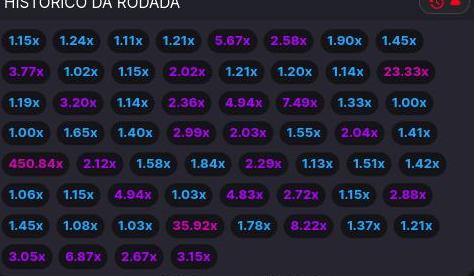 HISTÓRICO DA RODADA
1.15x 1.24x 1.11x 1.21x 5.67x 2.58x 1.90x 1.45x
3.77x 1.02x 1.15x 2.02x 1.21x 1.20x 1.14x 23.33x
1.19x 3.20x 1.14x 2.36x 4.94x 7.49x 1.33x 1.00x
1.00x 1.65x 1.40x 2.99x 2.03x 1.55x 2.04x 1.41x
450.84x 2.12x 1.58x 1.84x 2.29x 1.13x 1.51x 1.42x
1.06x 1.15x 4.94x 1.03x 4.83x 2.72x 1.15x 2.88x
1.45x 1.08x 1.03x 35.92x 1.78x 8.22x 1.37x 1.21x
3.05x 6.87x 2.67x 3.15x